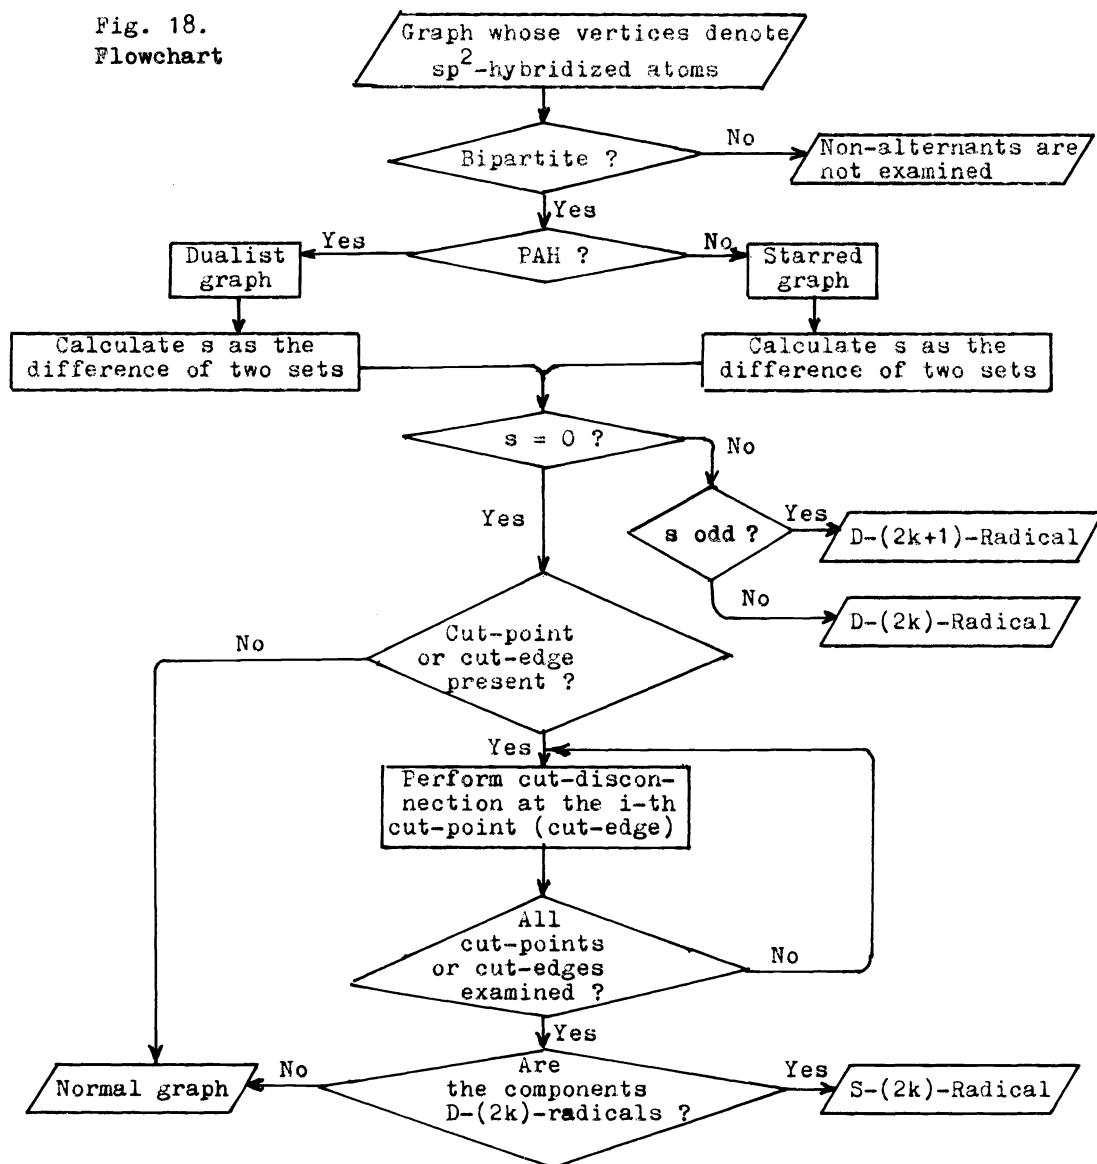 Fig. 18.
Flowchart
Graph whose vertices denote
sp²-hybridized atoms
Bipartite ?
No
Non-alternants are
not examined
Yes
PAH ?
Yes
No
Dualist
graph
Starred
graph
Calculate s as the
difference of two sets
Calculate s as the
difference of two sets
s = 0 ?
No
Yes
s odd ?
Yes
D-(2k+1)-Radical
No
D-(2k)-Radical
Cut-point
or cut-edge
present ?
No
Yes
Perform cut-discon-
nection at the i-th
cut-point (cut-edge)
All
cut-points
or cut-edges
examined ?
No
Yes
Are
the components
D-(2k)-radicals ?
No
Normal graph
Yes
S-(2k)-Radical